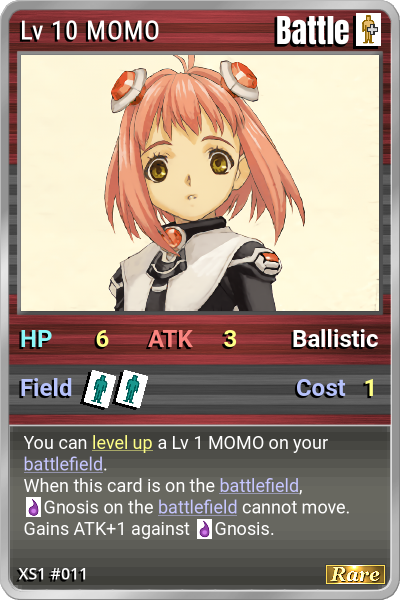 Lv 10 MOMO
Battle
HP 6 ATK 3 Ballistic
Field Cost 1
You can level up a Lv 1 MOMO on your
battlefield.
When this card is on the battlefield,
Gnosis on the battlefield cannot move.
Gains ATK+1 against Gnosis.
XS1 #011
Rare